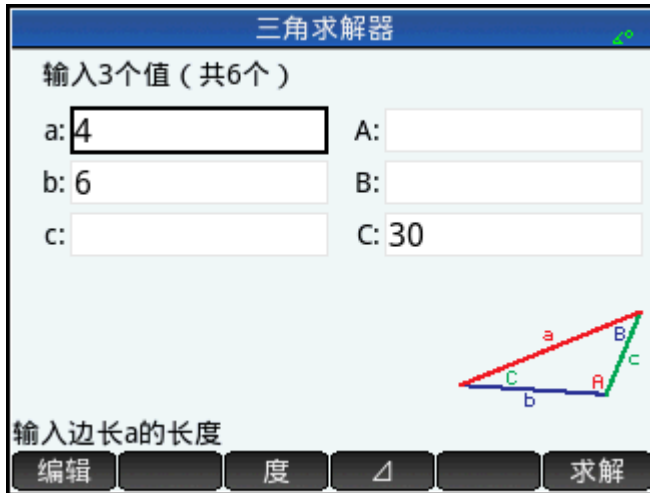 三角求解器
输入3个值（共6个）
a: 4 A:
b: 6 B:
c: C: 30
a B
C A c
b
输入边长a的长度
编辑 度 ⊿ 求解